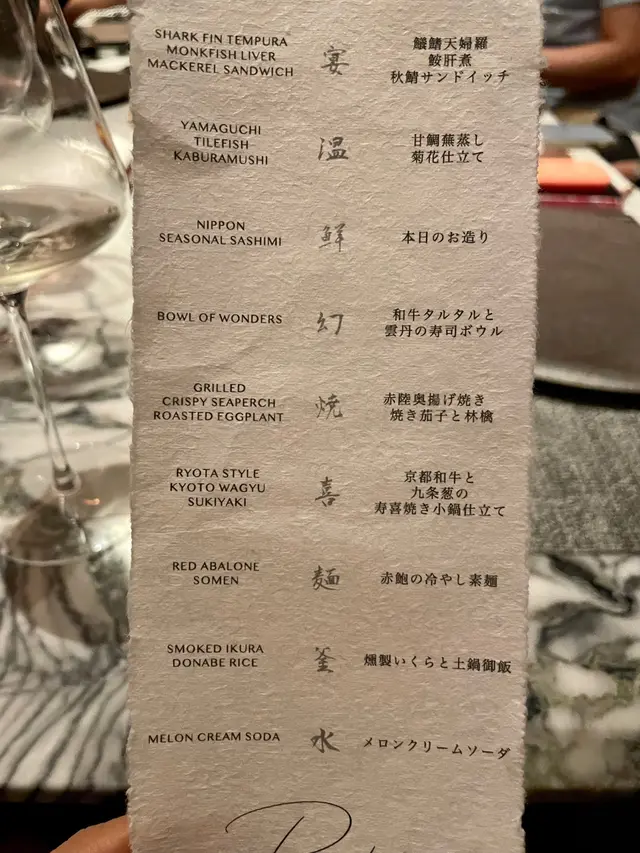 SHARK FIN TEMPURA
MONKFISH LIVER
MACKEREL SANDWICH
宴
鱶鰭天婦羅
鮟肝煮
秋鯖サンドイッチ
YAMAGUCHI
TILEFISH
KABURAMUSHI
温
甘鯛蕪蒸し
菊花仕立て
NIPPON
SEASONAL SASHIMI
鮮
本日のお造り
BOWL OF WONDERS
幻
和牛タルタルと
雲丹の寿司ボウル
GRILLED
CRISPY SEAPERCH
ROASTED EGGPLANT
焼
赤陸奥揚げ焼き
焼き茄子と林檎
RYOTA STYLE
KYOTO WAGYU
SUKIYAKI
喜
京都和牛と
九条葱の
寿喜焼き小鍋仕立て
RED ABALONE
SOMEN
麺
赤鮑の冷やし素麺
SMOKED IKURA
DONABE RICE
釜
燻製いくらと土鍋御飯
MELON CREAM SODA
水
メロンクリームソーダ